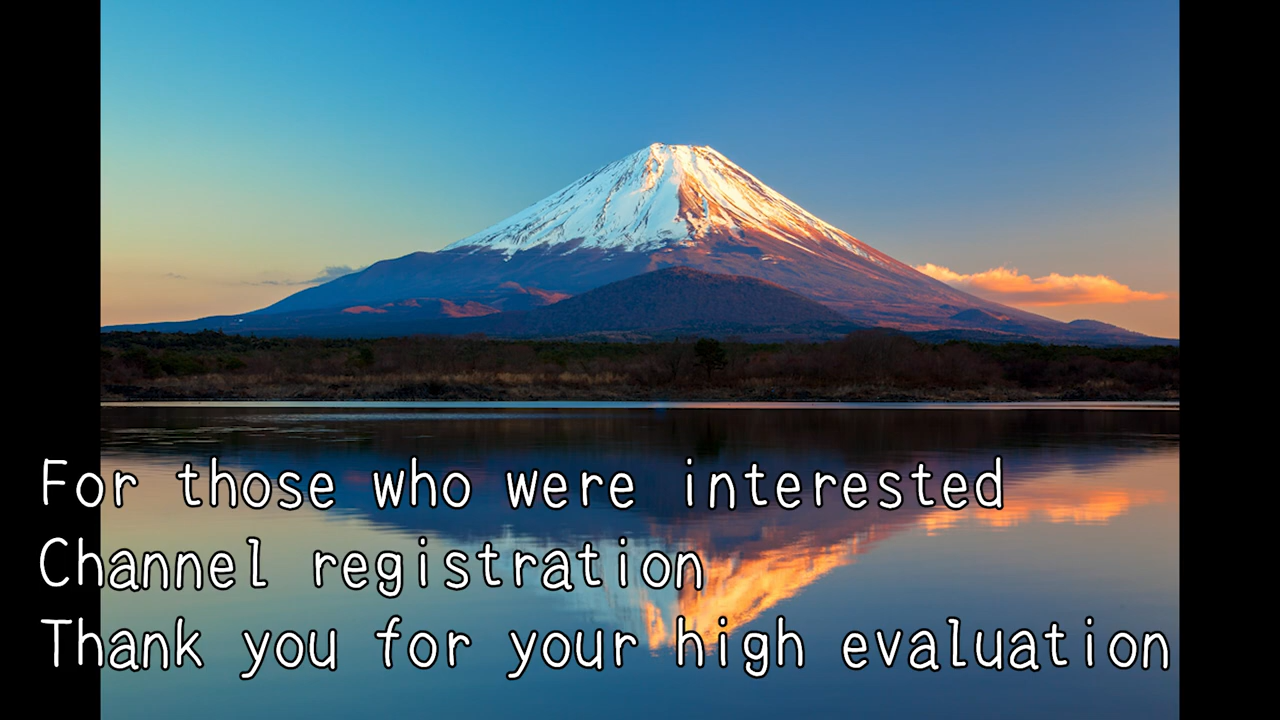 For those who were interested
Channel registration
Thank you for your high evaluation